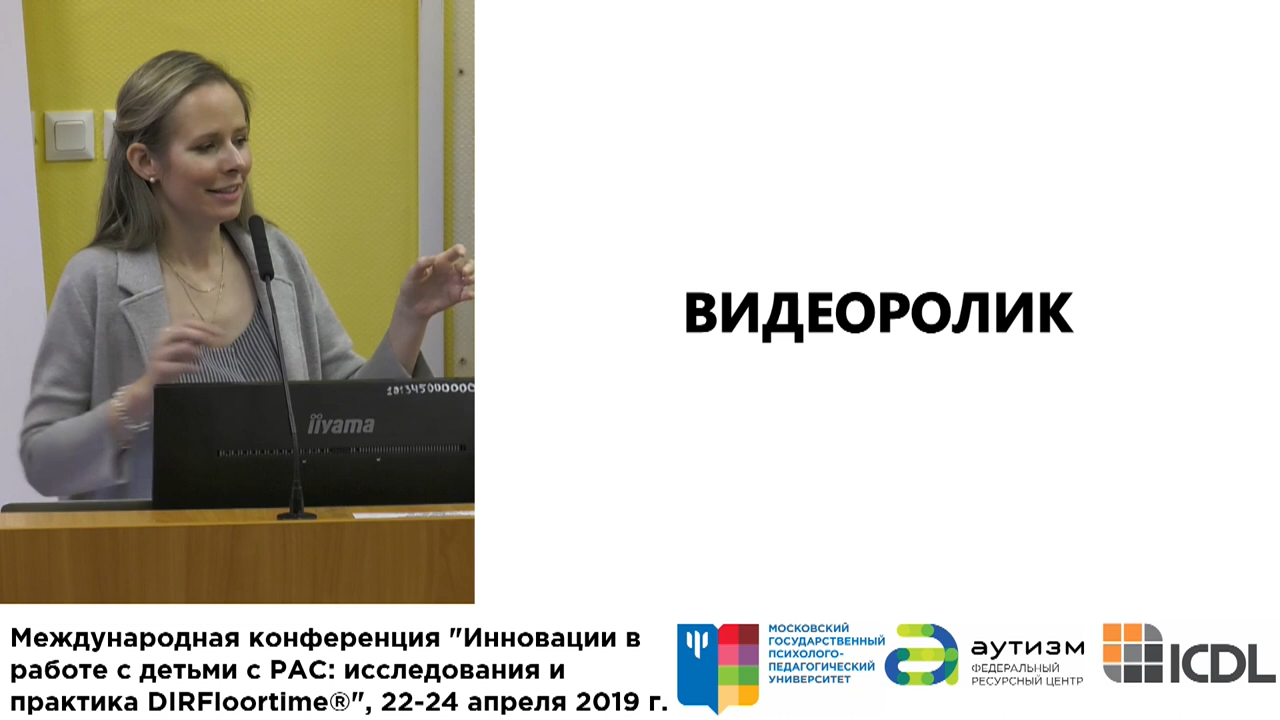 ВИДЕОРОЛИК
101345000000
iiyama
Международная конференция "Инновации в
работе с детьми с РАС: исследования и
практика DIRFloortime®", 22-24 апреля 2019 г.
МОСКОВСКИЙ
ГОСУДАРСТВЕННЫЙ
ПСИХОЛОГО-
ПЕДАГОГИЧЕСКИЙ
УНИВЕРСИТЕТ
аутизм
ФЕДЕРАЛЬНЫЙ
РЕСУРСНЫЙ ЦЕНТР
ICDL